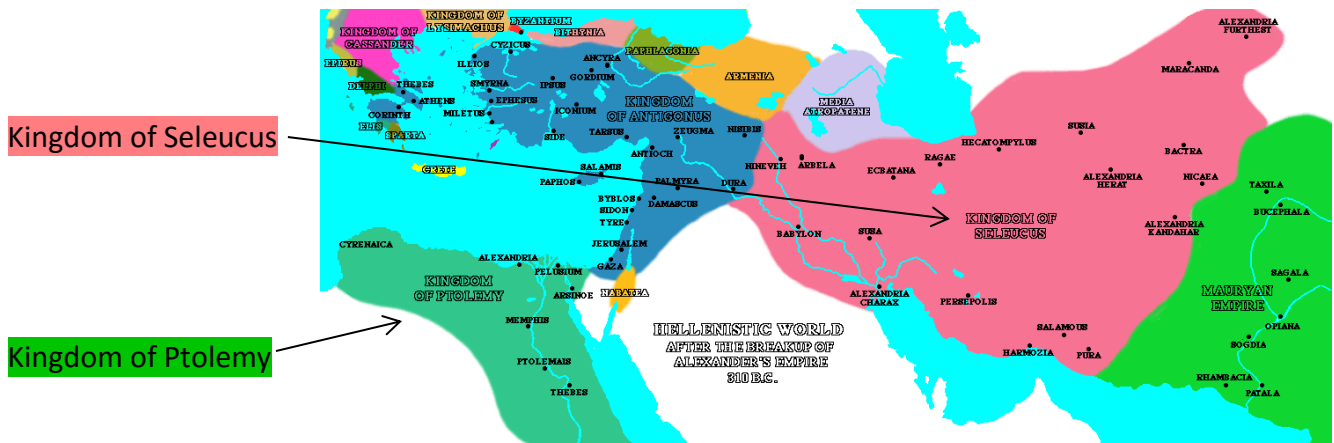 KINGDOM OF
LYSIMACHUS
BYZANTIUM
BITHYNIA
KINGDOM OF
CASSANDER
CYZICUS
PAPHLAGONIA
ALEXANDRIA
FURTHEST
EPIRUS
ILLIOS
ANCYRA
GORDIUM
ARMENIA
MARACANDA
DELPHI
THEBES
SMYRNA
IPSUS
ATHENS
EPHESUS
KINGDOM
OF ANTIGONUS
MEDIA
ATROPATENE
CORINTH
MILETUS
ICONIUM
ELIS
SPARTA
SIDE
TARSUS
ZEUGMA
NISIBIS
SUSIA
Kingdom of Seleucus
ANTIOCH
HECATOMPYLUS
BACTRA
CRETE
SALAMIS
NINEVEH
ARBELA
RAGAE
ECBATANA
ALEXANDRIA
HERAT
NICAEA
PAPHOS
PALMYRA
DURA
TAXILA
BYBLOS
DAMASCUS
SIDON
BUCEPHALA
TYRE
KINGDOM OF
SELEUCUS
ALEXANDRIA
KANDAHAR
BABYLON
SUSA
CYRENAICA
JERUSALEM
ALEXANDRIA
GAZA
PELUSIUM
SAGALA
KINGDOM
OF PTOLEMY
ARSINOE
NABATEA
ALEXANDRIA
CHARAX
PERSEPOLIS
MAURYAN
EMPIRE
MEMPHIS
HELLENISTIC WORLD
AFTER THE BREAKUP OF
ALEXANDER'S EMPIRE
310 B.C.
SALAMOUS
OPIANA
HARMOZIA
PURA
SOGDIA
Kingdom of Ptolemy
PTOLEMAIS
THEBES
RHAMBACIA
PATALA